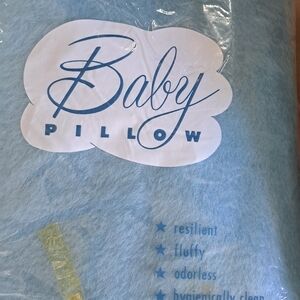 Baby
PILLOW
★ resilient
★ fluffy
★ odorless
★ hygienically clean